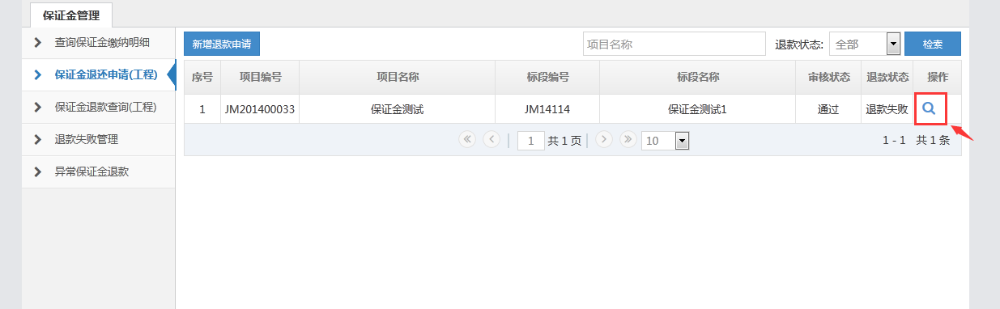 保证金管理
查询保证金缴纳明细
保证金退还申请(工程)
保证金退款查询(工程)
退款失败管理
异常保证金退款
新增退款申请 项目名称 退款状态: 全部 检索
序号 项目编号 项目名称 标段编号 标段名称 审核状态 退款状态 操作
1 JM201400033 保证金测试 JM14114 保证金测试1 通过 退款失败
1 共 1 页 10 1 - 1 共 1 条